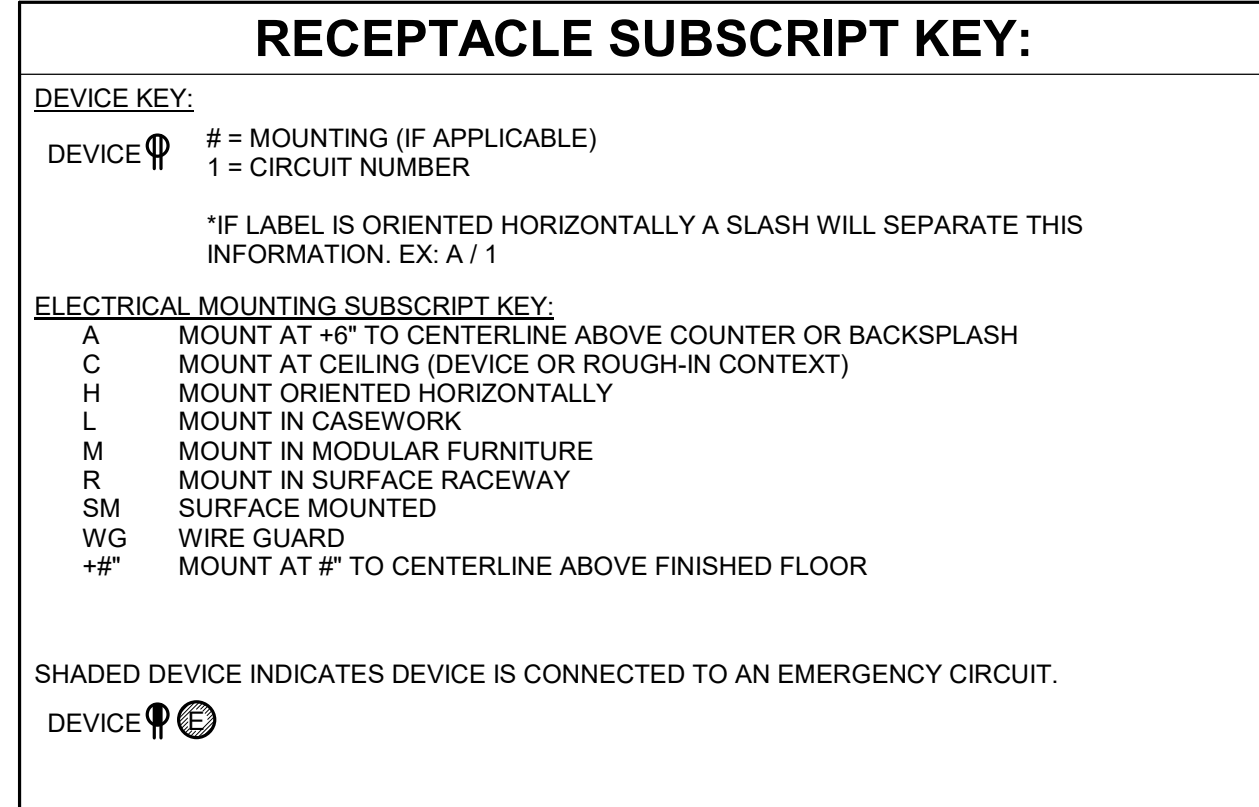 RECEPTACLE SUBSCRIPT KEY:
DEVICE KEY:
DEVICE
# = MOUNTING (IF APPLICABLE)
1 = CIRCUIT NUMBER
*IF LABEL IS ORIENTED HORIZONTALLY A SLASH WILL SEPARATE THIS
INFORMATION. EX: A / 1
ELECTRICAL MOUNTING SUBSCRIPT KEY:
A MOUNT AT +6" TO CENTERLINE ABOVE COUNTER OR BACKSPLASH
C MOUNT AT CEILING (DEVICE OR ROUGH-IN CONTEXT)
H MOUNT ORIENTED HORIZONTALLY
L MOUNT IN CASEWORK
M MOUNT IN MODULAR FURNITURE
R MOUNT IN SURFACE RACEWAY
SM SURFACE MOUNTED
WG WIRE GUARD
+#" MOUNT AT #" TO CENTERLINE ABOVE FINISHED FLOOR
SHADED DEVICE INDICATES DEVICE IS CONNECTED TO AN EMERGENCY CIRCUIT.
DEVICE E